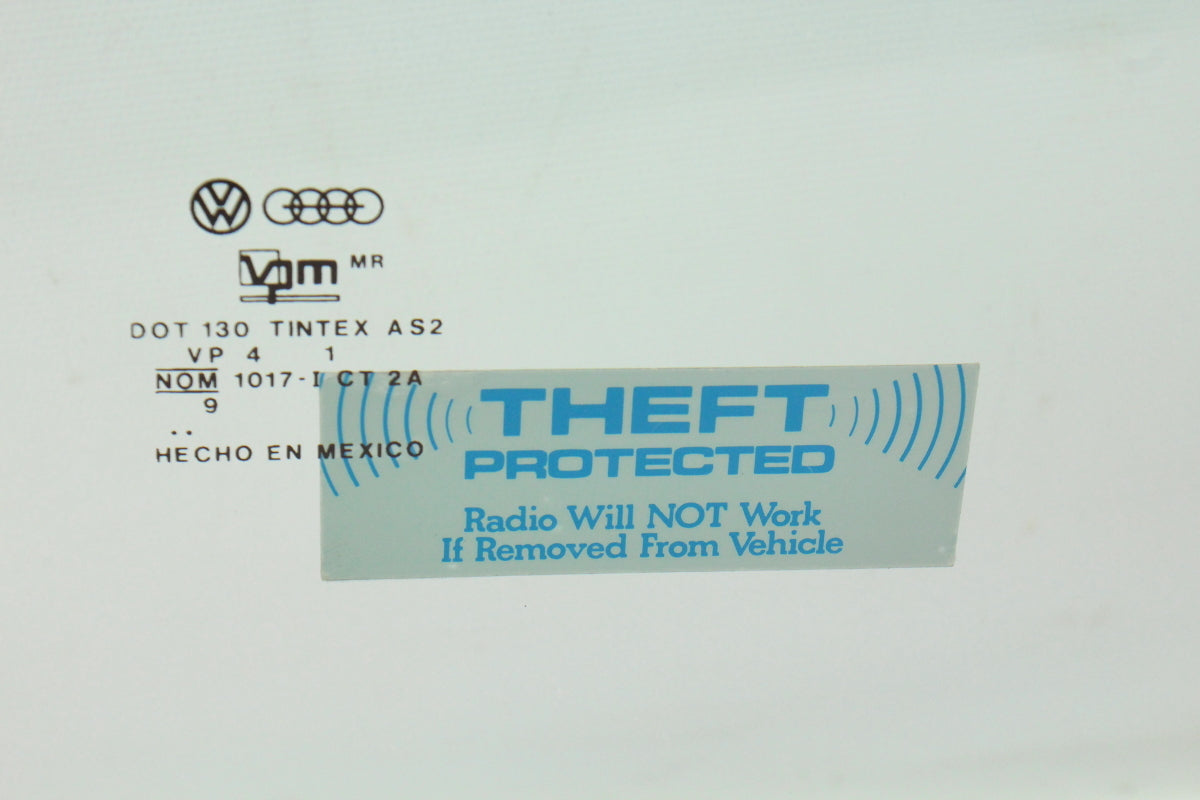 VW
vpm MR
DOT 130 TINTEX AS2
VP 4 1
NOM 1017-I CT 2A
9
..
HECHO EN MEXICO
THEFT
PROTECTED
Radio Will NOT Work
If Removed From Vehicle